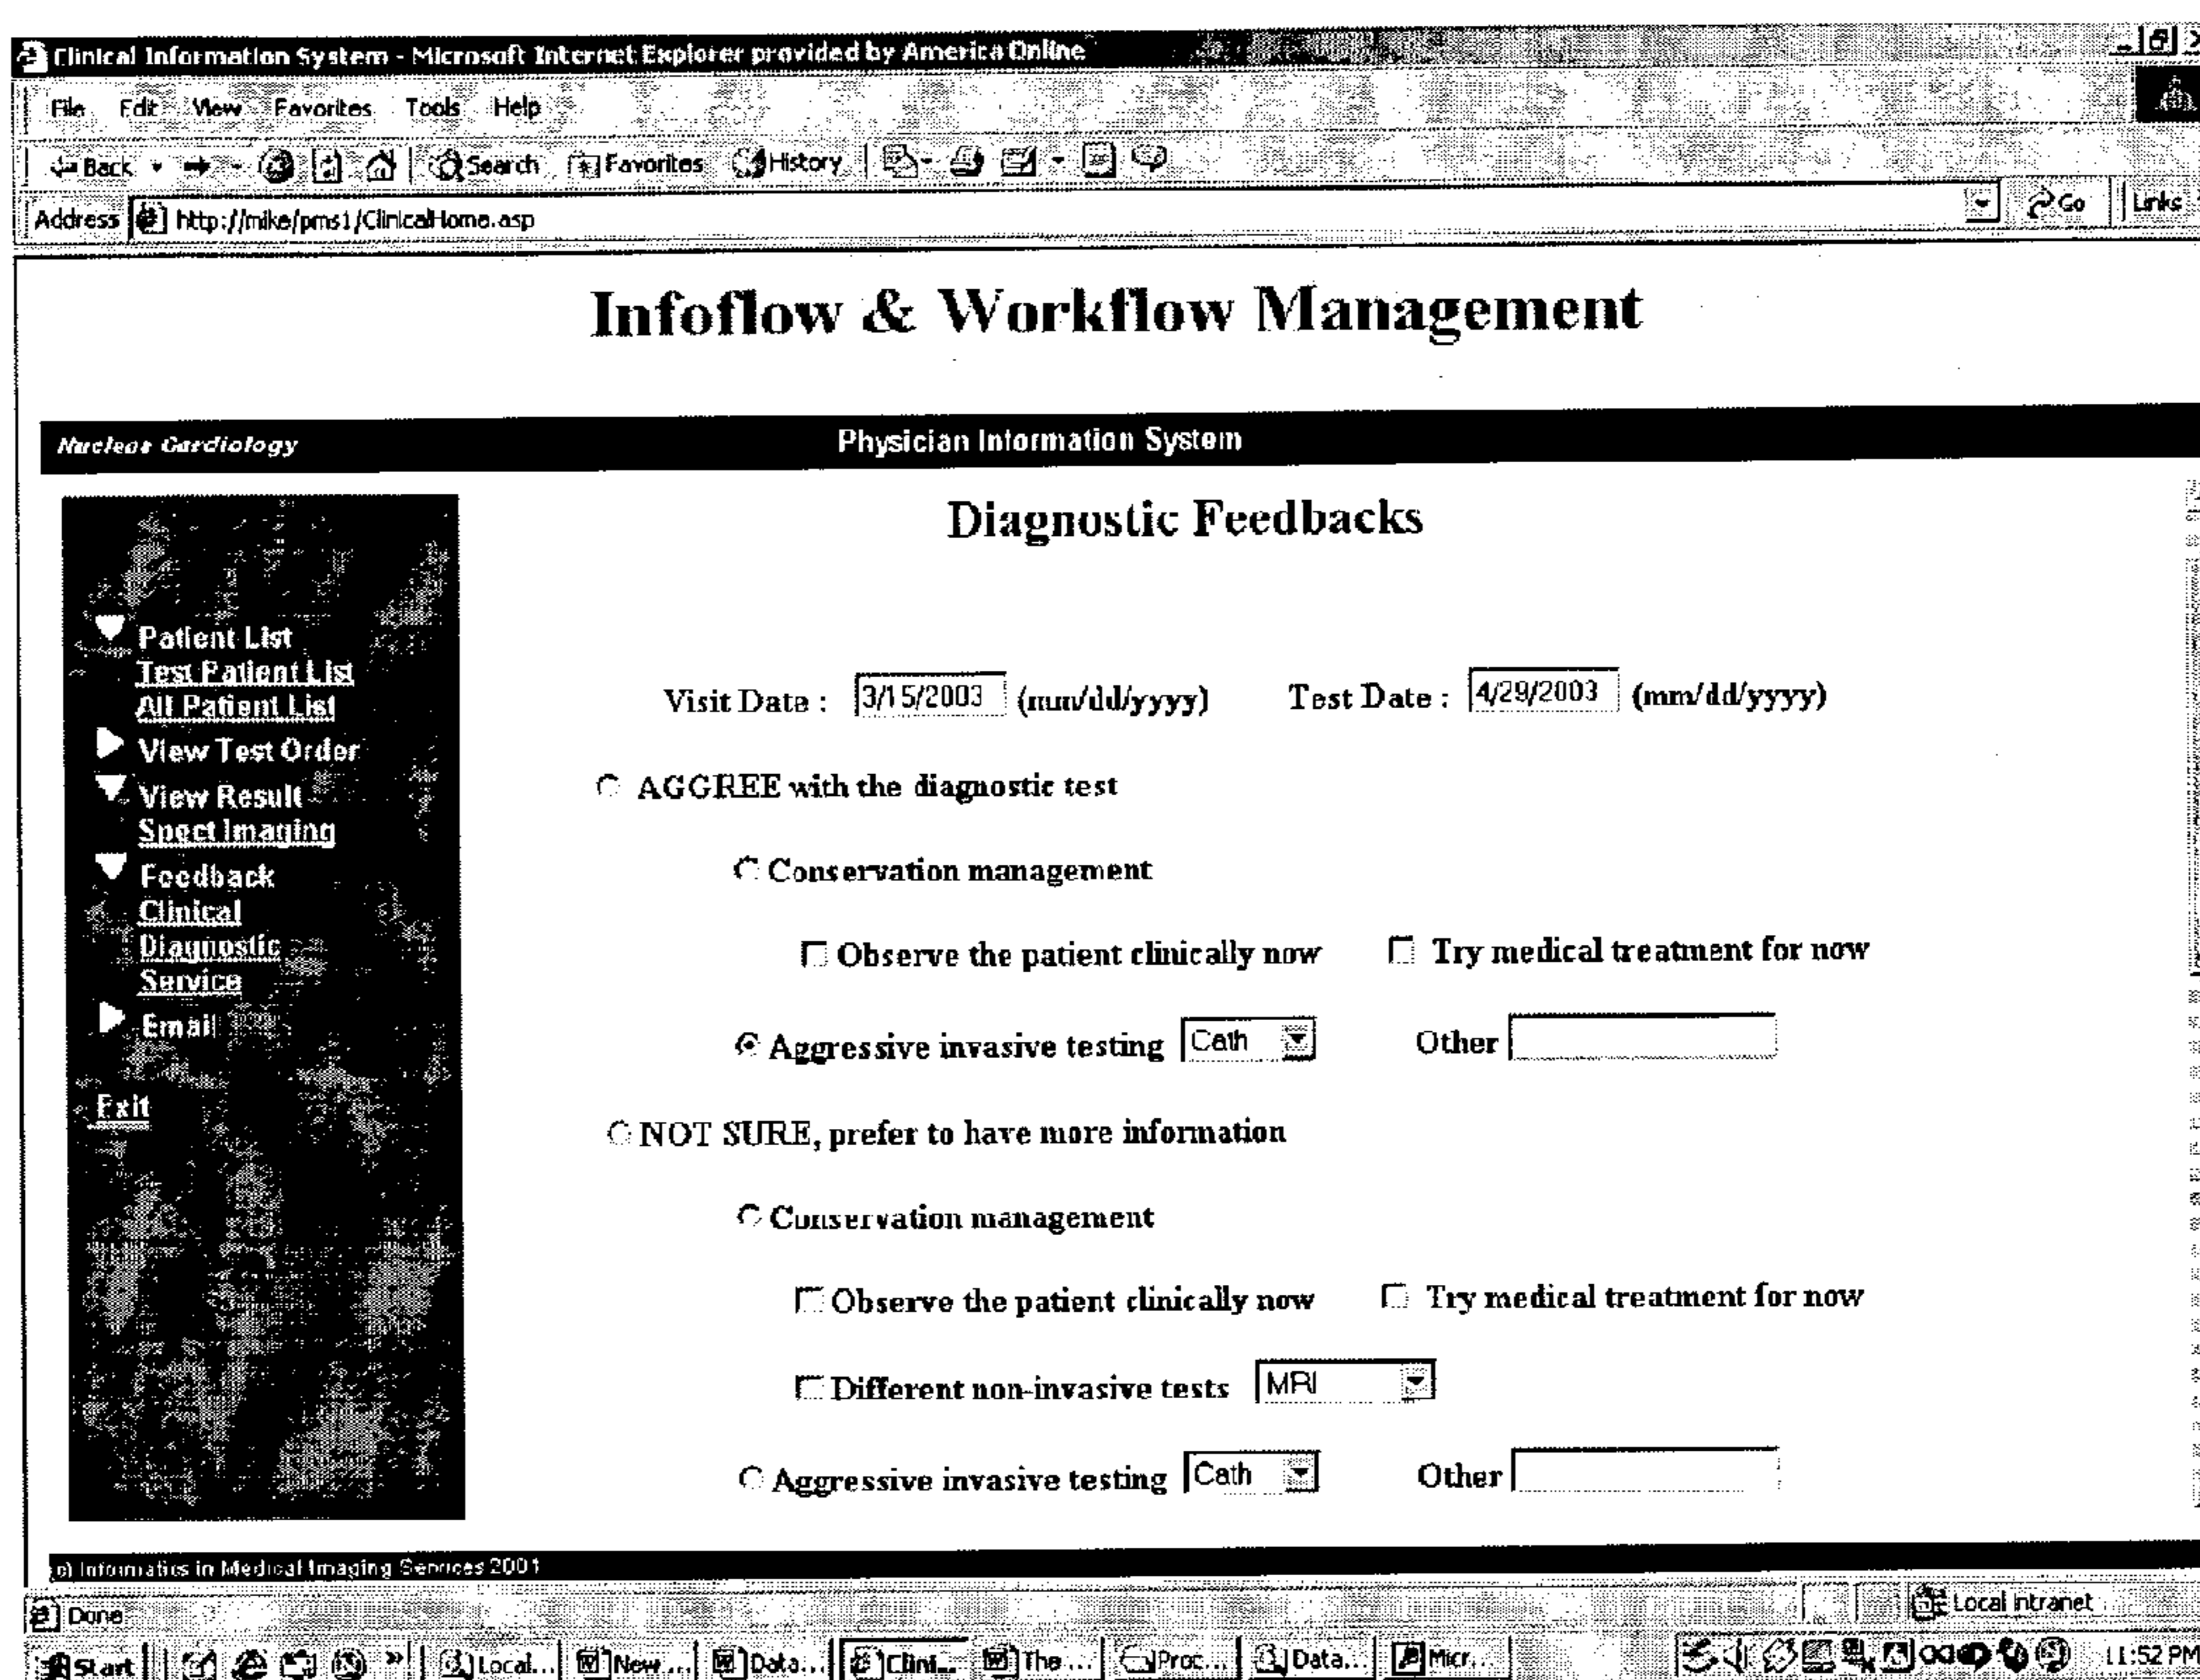 Clinical Information System - Microsoft Internet Explorer provided by America Online
File Edit View Favorites Tools Help
Back Search Favorites History
Address http://mike/pms1/ClinicalHome.asp Go Links
Infoflow & Workflow Management
Nuclear Cardiology Physician Information System
Diagnostic Feedbacks
Patient List
Test Patient List
All Patient List
View Test Order
View Result
Spect Imaging
Feedback
Clinical
Diagnostic
Service
Email
Exit
Visit Date : 3/15/2003 (mm/dd/yyyy) Test Date : 4/29/2003 (mm/dd/yyyy)
AGGREE with the diagnostic test
Conservation management
Observe the patient clinically now Try medical treatment for now
Aggressive invasive testing Cath Other
NOT SURE, prefer to have more information
Conservation management
Observe the patient clinically now Try medical treatment for now
Different non-invasive tests MRI
Aggressive invasive testing Cath Other
(c) Informatics in Medical Imaging Services 2001
Done Local intranet
Start Local... New ... Data... Clini... The ... Proc... Data... Micr... 11:52 PM